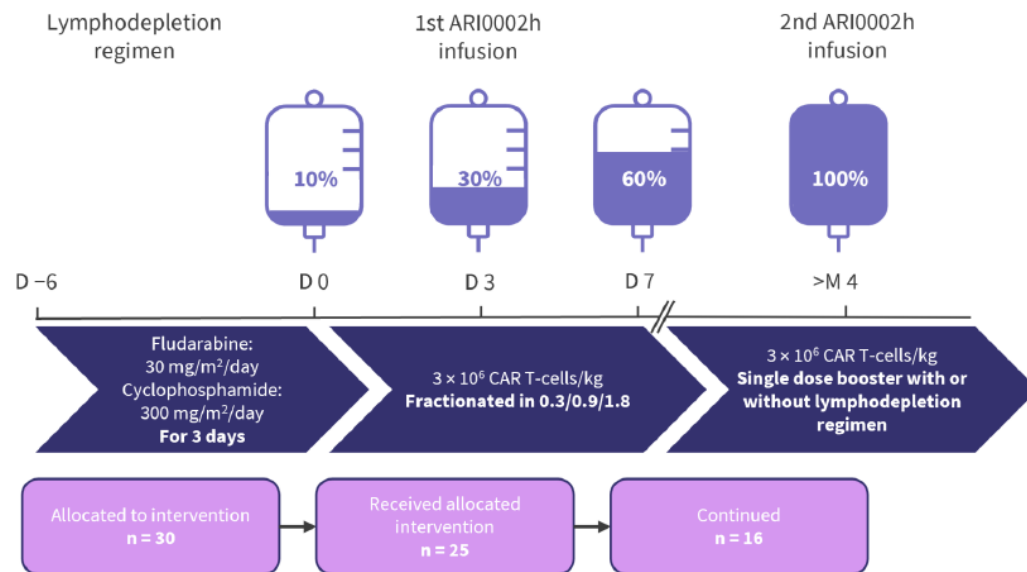 Lymphodepletion
regimen
1st ARI0002h
infusion
2nd ARI0002h
infusion
10%
30%
60%
100%
D −6
D 0
D 3
D 7
>M 4
Fludarabine:
30 mg/m²/day
Cyclophosphamide:
300 mg/m²/day
For 3 days
3 × 10⁶ CAR T-cells/kg
Fractionated in 0.3/0.9/1.8
3 × 10⁶ CAR T-cells/kg
Single dose booster with or
without lymphodepletion
regimen
Allocated to intervention
n = 30
Received allocated
intervention
n = 25
Continued
n = 16